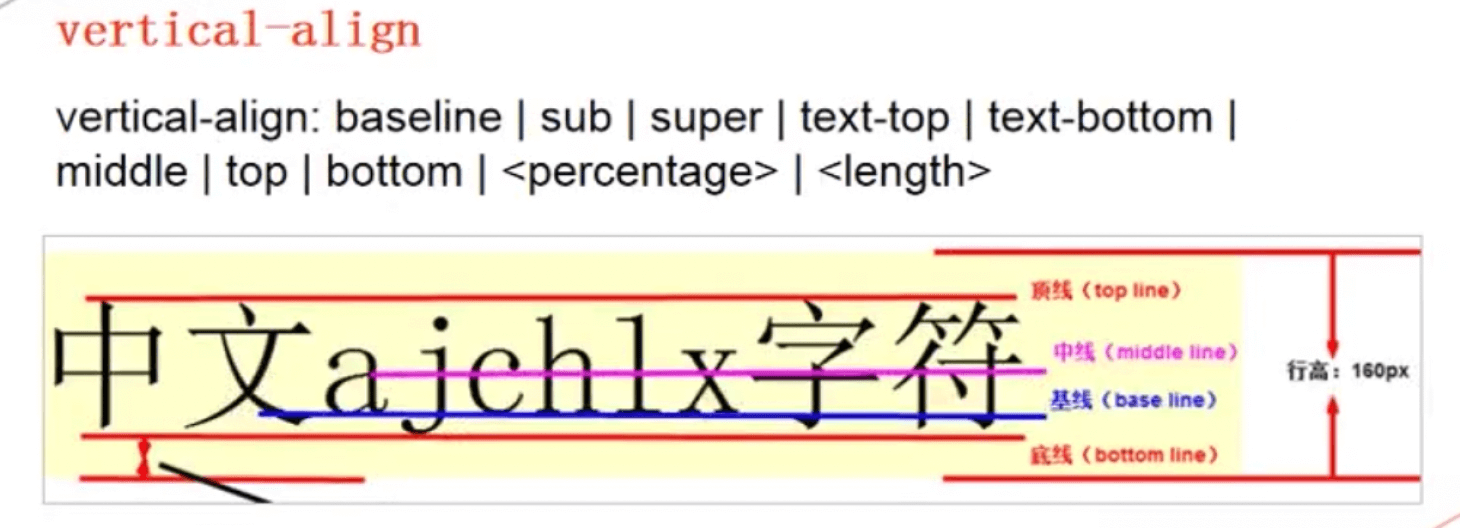 vertical-align
vertical-align: baseline | sub | super | text-top | text-bottom |
middle | top | bottom | <percentage> | <length>
顶线（top line）
中文ajchlx字符
中线（middle line）
行高：160px
基线（base line）
底线（bottom line）